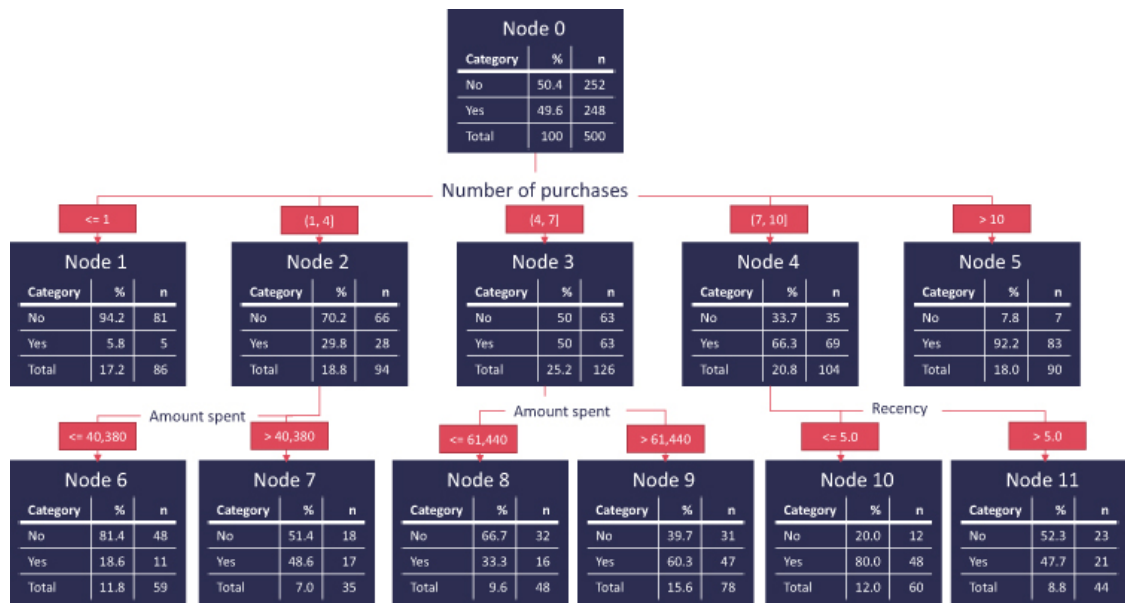 Node 0
Category % n
No 50.4 252
Yes 49.6 248
Total 100 500
Number of purchases
<= 1
(1, 4]
(4, 7]
(7, 10]
> 10
Node 1
Category % n
No 94.2 81
Yes 5.8 5
Total 17.2 86
Node 2
Category % n
No 70.2 66
Yes 29.8 28
Total 18.8 94
Node 3
Category % n
No 50 63
Yes 50 63
Total 25.2 126
Node 4
Category % n
No 33.7 35
Yes 66.3 69
Total 20.8 104
Node 5
Category % n
No 7.8 7
Yes 92.2 83
Total 18.0 90
Amount spent
<= 40,380
> 40,380
Amount spent
<= 61,440
> 61,440
Recency
<= 5.0
> 5.0
Node 6
Category % n
No 81.4 48
Yes 18.6 11
Total 11.8 59
Node 7
Category % n
No 51.4 18
Yes 48.6 17
Total 7.0 35
Node 8
Category % n
No 66.7 32
Yes 33.3 16
Total 9.6 48
Node 9
Category % n
No 39.7 31
Yes 60.3 47
Total 15.6 78
Node 10
Category % n
No 20.0 12
Yes 80.0 48
Total 12.0 60
Node 11
Category % n
No 52.3 23
Yes 47.7 21
Total 8.8 44